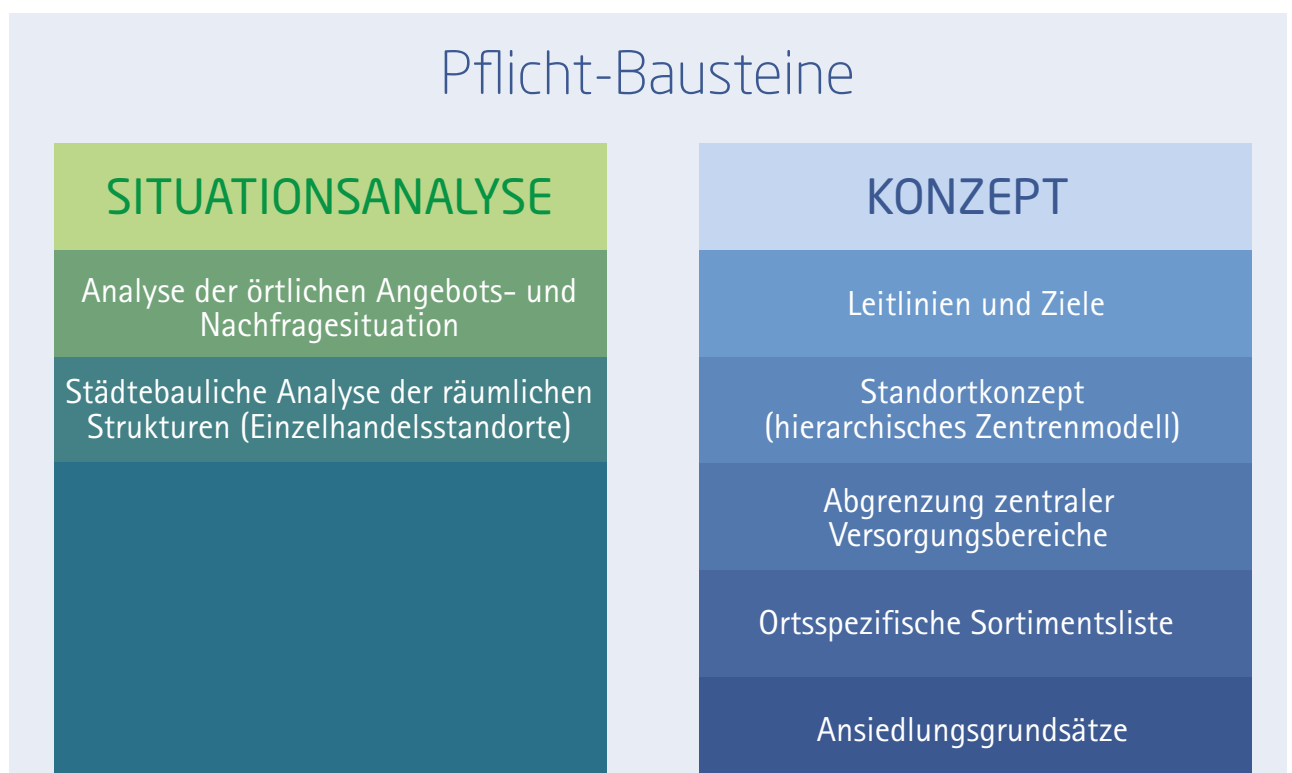 Pflicht-Bausteine
SITUATIONSANALYSE
Analyse der örtlichen Angebots- und
Nachfragesituation
Städtebauliche Analyse der räumlichen
Strukturen (Einzelhandelsstandorte)
KONZEPT
Leitlinien und Ziele
Standortkonzept
(hierarchisches Zentrenmodell)
Abgrenzung zentraler
Versorgungsbereiche
Ortsspezifische Sortimentsliste
Ansiedlungsgrundsätze